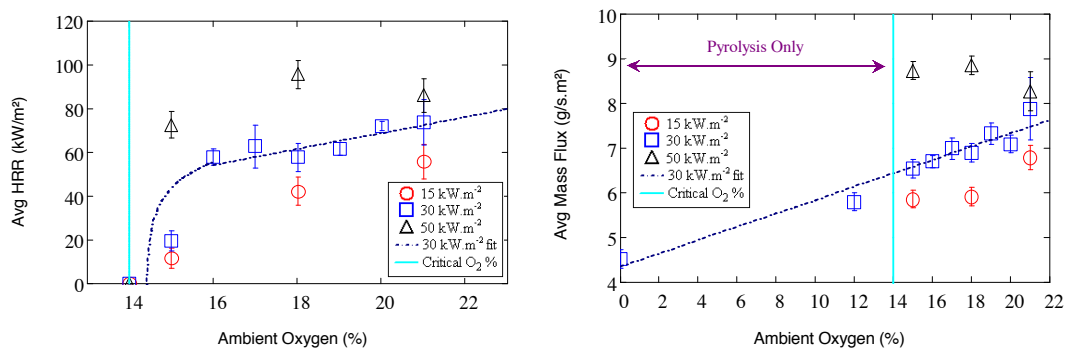 120
100
80
60
40
20
0
14
16
18
20
22
Avg HRR (kW/m²)
Ambient Oxygen (%)
15 kW.m⁻²
30 kW.m⁻²
50 kW.m⁻²
30 kW.m⁻² fit
Critical O₂ %
10
9
8
7
6
5
4
0
2
4
6
8
10
12
14
16
18
20
22
Avg Mass Flux (g/s.m²)
Ambient Oxygen (%)
Pyrolysis Only
15 kW.m⁻²
30 kW.m⁻²
50 kW.m⁻²
30 kW.m⁻² fit
Critical O₂ %